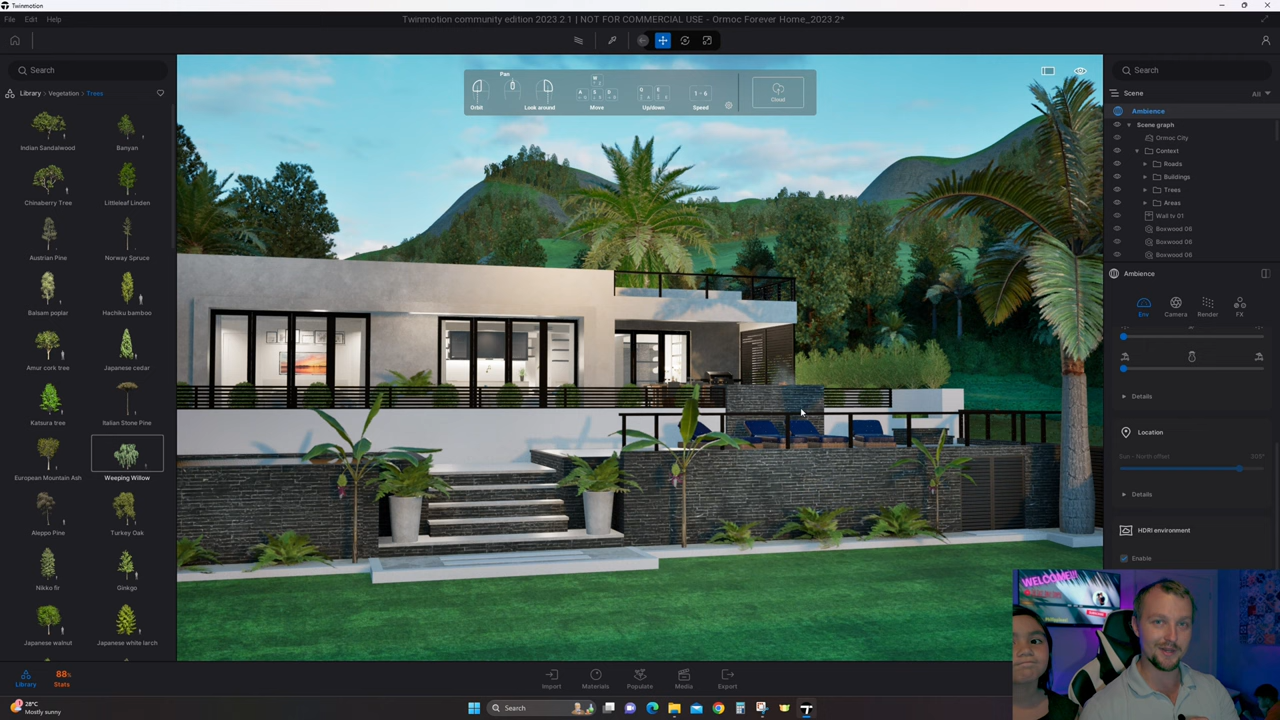 Twinmotion
File Edit Help
Twinmotion community edition 2023.2.1 | NOT FOR COMMERCIAL USE - Ormoc Forever Home_2023.2*
Search
Library > Vegetation > Trees
Indian Sandalwood
Banyan
Chinaberry Tree
Littleleaf Linden
Austrian Pine
Norway Spruce
Balsam poplar
Hachiku bamboo
Amur cork tree
Japanese cedar
Katsura tree
Italian Stone Pine
European Mountain Ash
Weeping Willow
Aleppo Pine
Turkey Oak
Nikko fir
Ginkgo
Japanese walnut
Japanese white larch
Library
88%
Stats
Pan
Orbit
Look around
W
A S D
Move
Q E
Up/down
1 - 6
Speed
Cloud
Search
Scene
All
Ambience
Scene graph
Ormoc City
Context
Roads
Buildings
Trees
Areas
Wall tv 01
Boxwood 06
Boxwood 06
Boxwood 06
Ambience
Env
Camera
Render
FX
Details
Location
Sun - North offset
Details
HDRI environment
Enable
WELCOME!!!
Import
Materials
Populate
Media
Export
28°C
Mostly sunny
Search